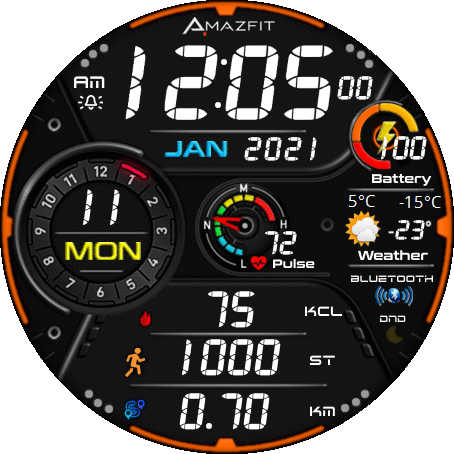 AMAZFIT
AM 12:05 00
JAN 2021
100
Battery
12 1 2 3 4 5 6 7 8 9 10 11
11
MON
M
N H
L
72
Pulse
5°C -15°C
-23°
Weather
BLUETOOTH
DND
75 KCL
1000 ST
0.70 KM